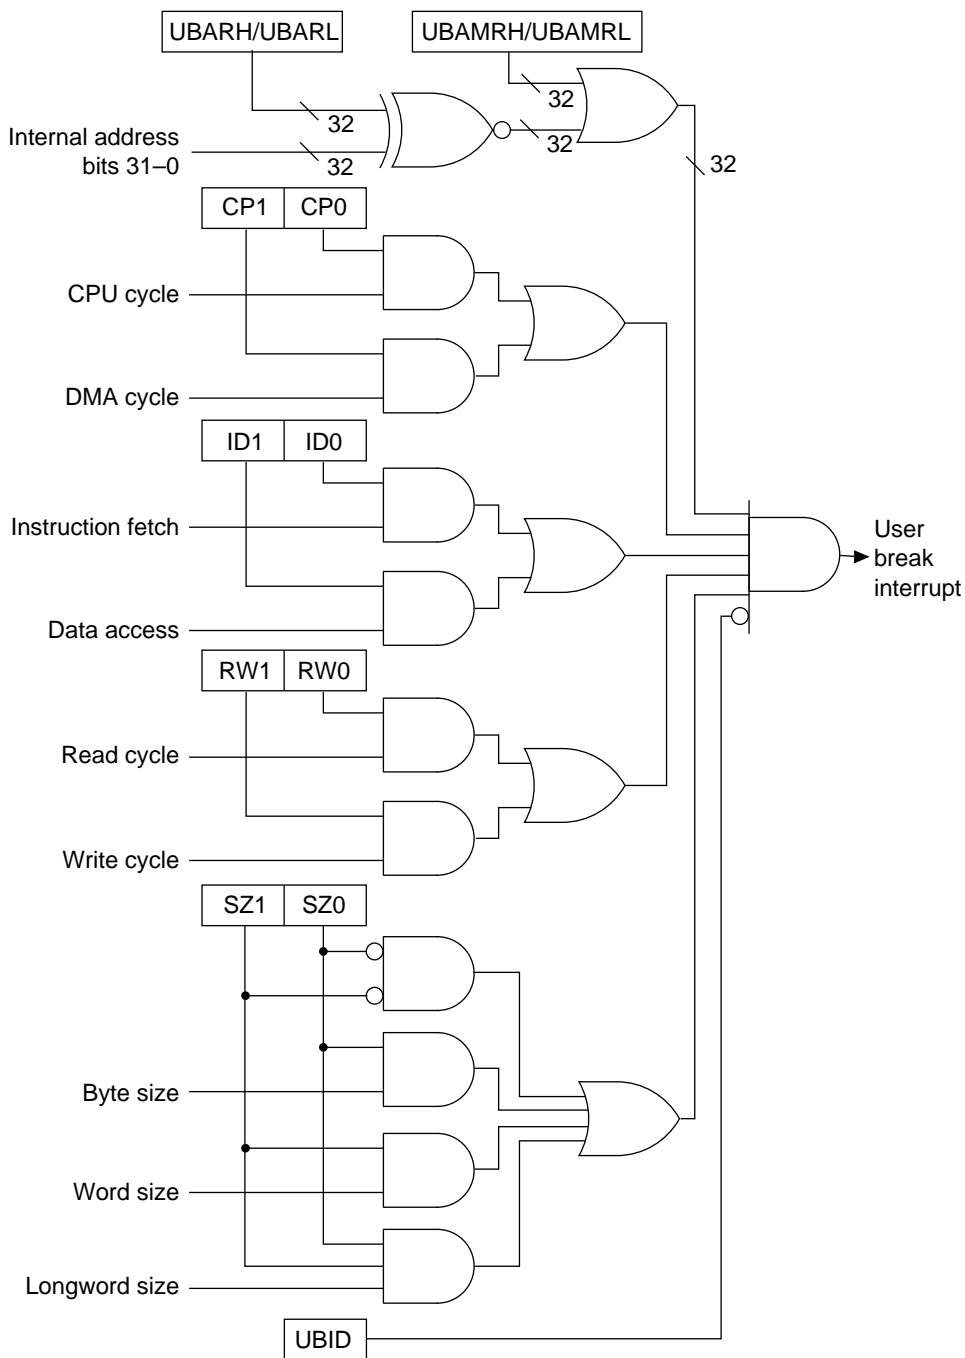 UBARH/UBARL
UBAMRH/UBAMRL
32
32
32
32
32
Internal address
bits 31–0
CP1
CP0
CPU cycle
DMA cycle
ID1
ID0
Instruction fetch
Data access
User
break
interrupt
RW1
RW0
Read cycle
Write cycle
SZ1
SZ0
Byte size
Word size
Longword size
UBID